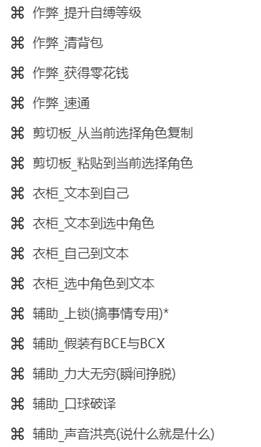 ⌘ 作弊_提升自缚等级
⌘ 作弊_清背包
⌘ 作弊_获得零花钱
⌘ 作弊_速通
⌘ 剪切板_从当前选择角色复制
⌘ 剪切板_粘贴到当前选择角色
⌘ 衣柜_文本到自己
⌘ 衣柜_文本到选中角色
⌘ 衣柜_自己到文本
⌘ 衣柜_选中角色到文本
⌘ 辅助_上锁(搞事情专用)*
⌘ 辅助_假装有BCE与BCX
⌘ 辅助_力大无穷(瞬间挣脱)
⌘ 辅助_口球破译
⌘ 辅助_声音洪亮(说什么就是什么)